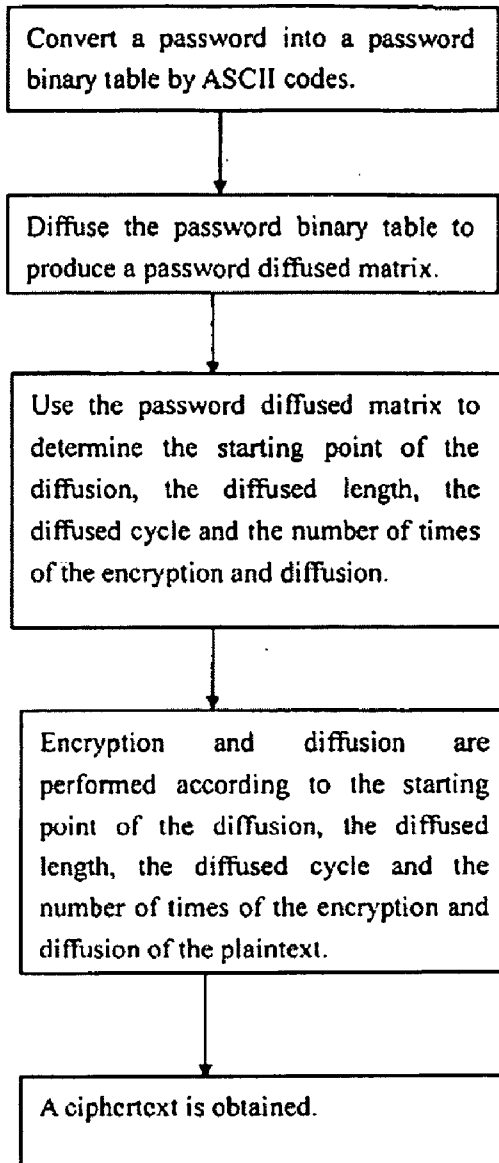 Convert a password into a password
binary table by ASCII codes.
Diffuse the password binary table to
produce a password diffused matrix.
Use the password diffused matrix to
determine the starting point of the
diffusion, the diffused length, the
diffused cycle and the number of times
of the encryption and diffusion.
Encryption and diffusion are
performed according to the starting
point of the diffusion, the diffused
length, the diffused cycle and the
number of times of the encryption and
diffusion of the plaintext.
A ciphertext is obtained.